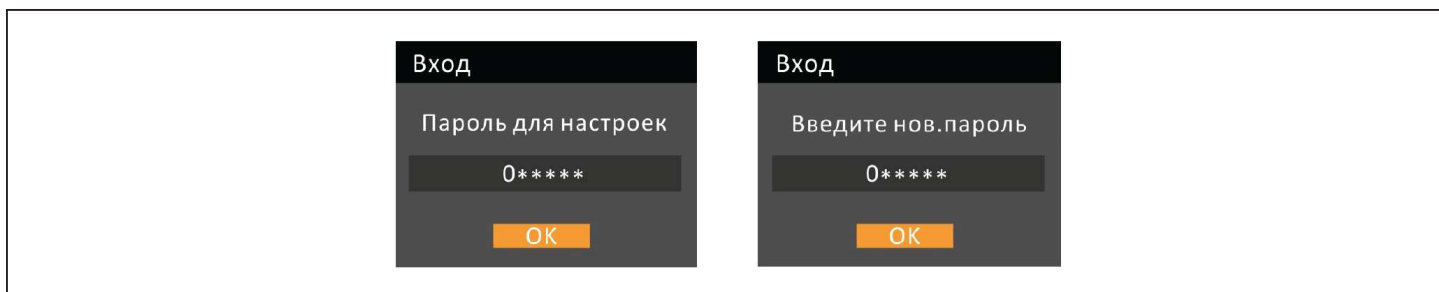 Вход
Пароль для настроек
0*****
OK
Вход
Введите нов.пароль
0*****
OK